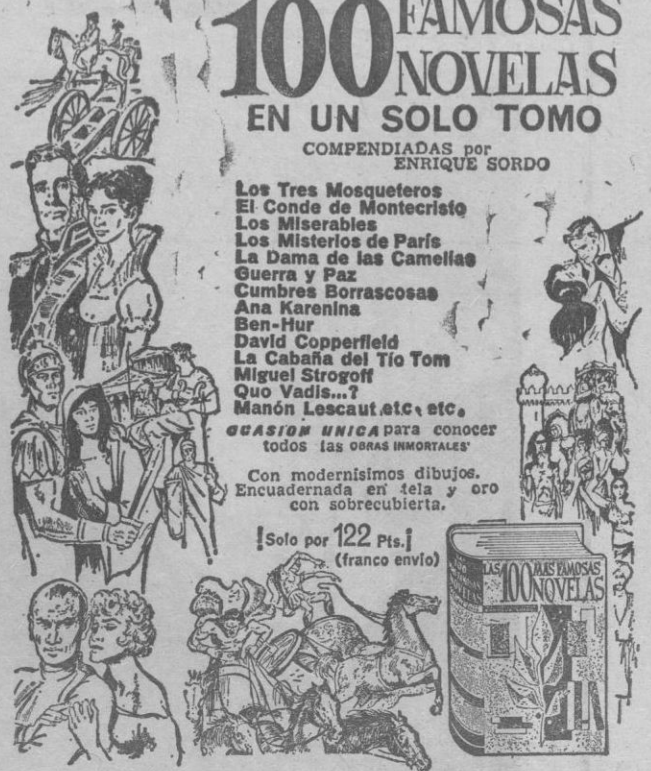 100 FAMOSAS
NOVELAS
EN UN SOLO TOMO
COMPENDIADAS por
ENRIQUE SORDO
Los Tres Mosqueteros
El Conde de Montecristo
Los Miserables
Los Misterios de París
La Dama de las Camelias
Guerra y Paz
Cumbres Borrascosas
Ana Karenina
Ben-Hur
David Copperfield
La Cabaña del Tío Tom
Miguel Strogoff
Quo Vadis...?
Manón Lescaut, etc, etc.
OCASION UNICA para conocer
todos las OBRAS INMORTALES'
Con modernísimos dibujos.
Encuadernada en tela y oro
con sobrecubierta.
¡Solo por 122 Pts.¡
(franco envío)
LAS 100 MAS FAMOSAS
NOVELAS